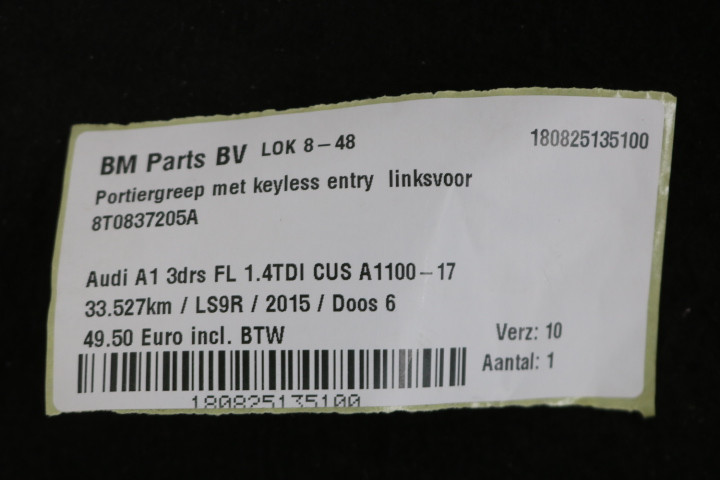 BM Parts BV LOK 8-48 180825135100
Portiergreep met keyless entry linksvoor
8T0837205A
Audi A1 3drs FL 1.4TDI CUS A1100-17
33.527km / LS9R / 2015 / Doos 6
49.50 Euro incl. BTW
Verz: 10
Aantal: 1
180825135100